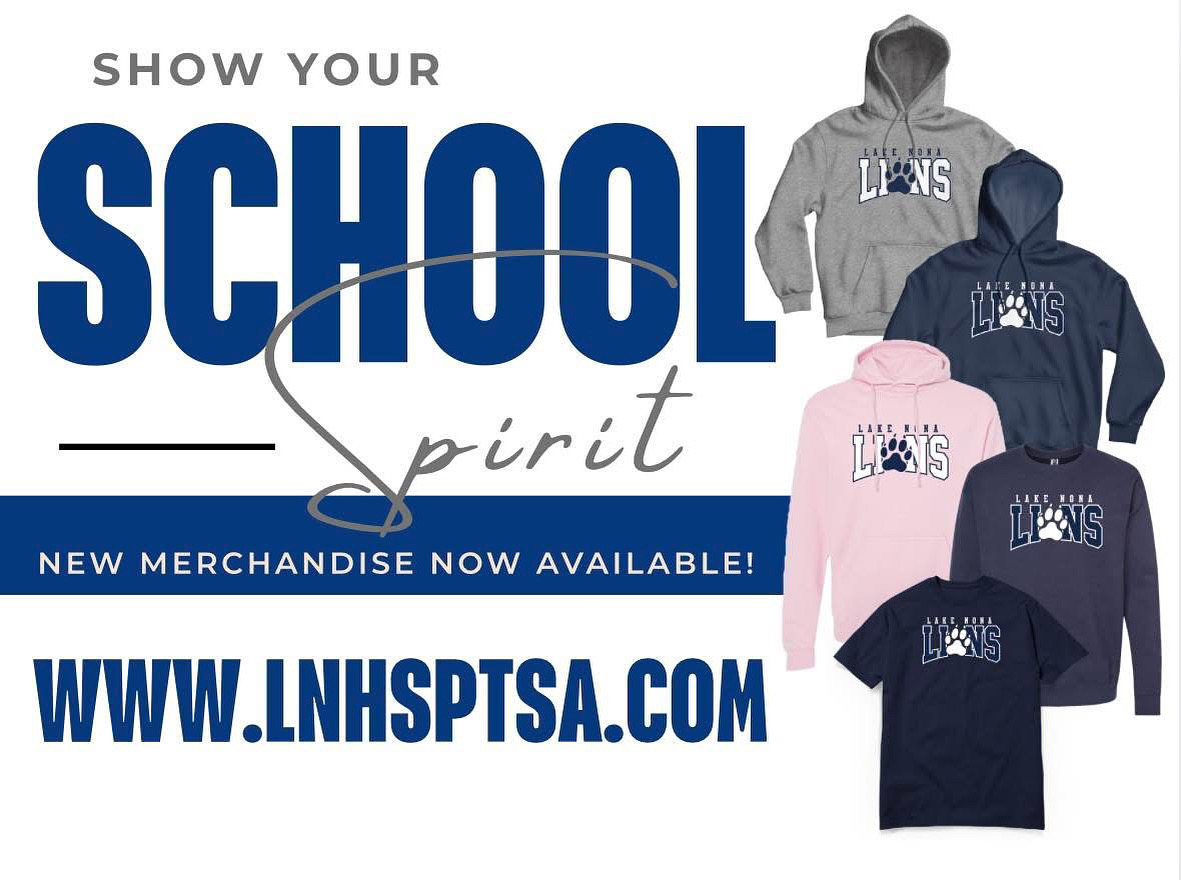 SHOW YOUR
SCHOOL
Spirit
NEW MERCHANDISE NOW AVAILABLE!
WWW.LNHSPTSA.COM
LAKE NONA
LIONS
LAKE NONA
LIONS
LAKE NONA
LIONS
LAKE NONA
LIONS
LAKE NONA
LIONS